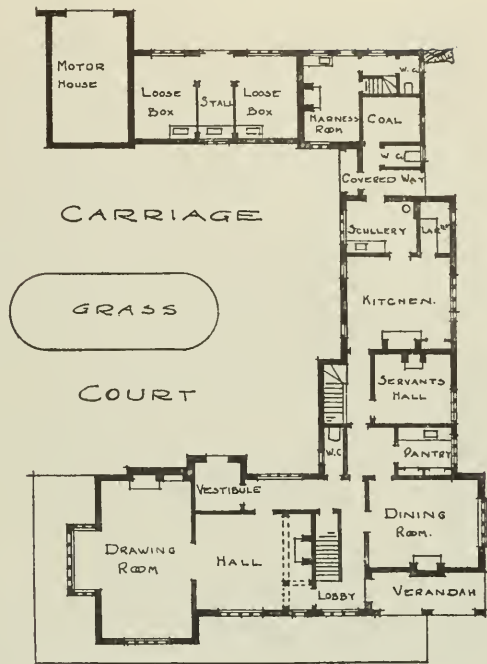 MOTOR
HOUSE
LOOSE
BOX
STALL
LOOSE
BOX
HARNESS
ROOM
W.C.
COAL
W.C.
COVERED WAY
CARRIAGE
SCULLERY
LAR
GRASS
KITCHEN.
COURT
SERVANTS
HALL
W.C
PANTRY
VESTIBULE
DRAWING
ROOM
HALL
DINING
ROOM.
LOBBY
VERANDAH